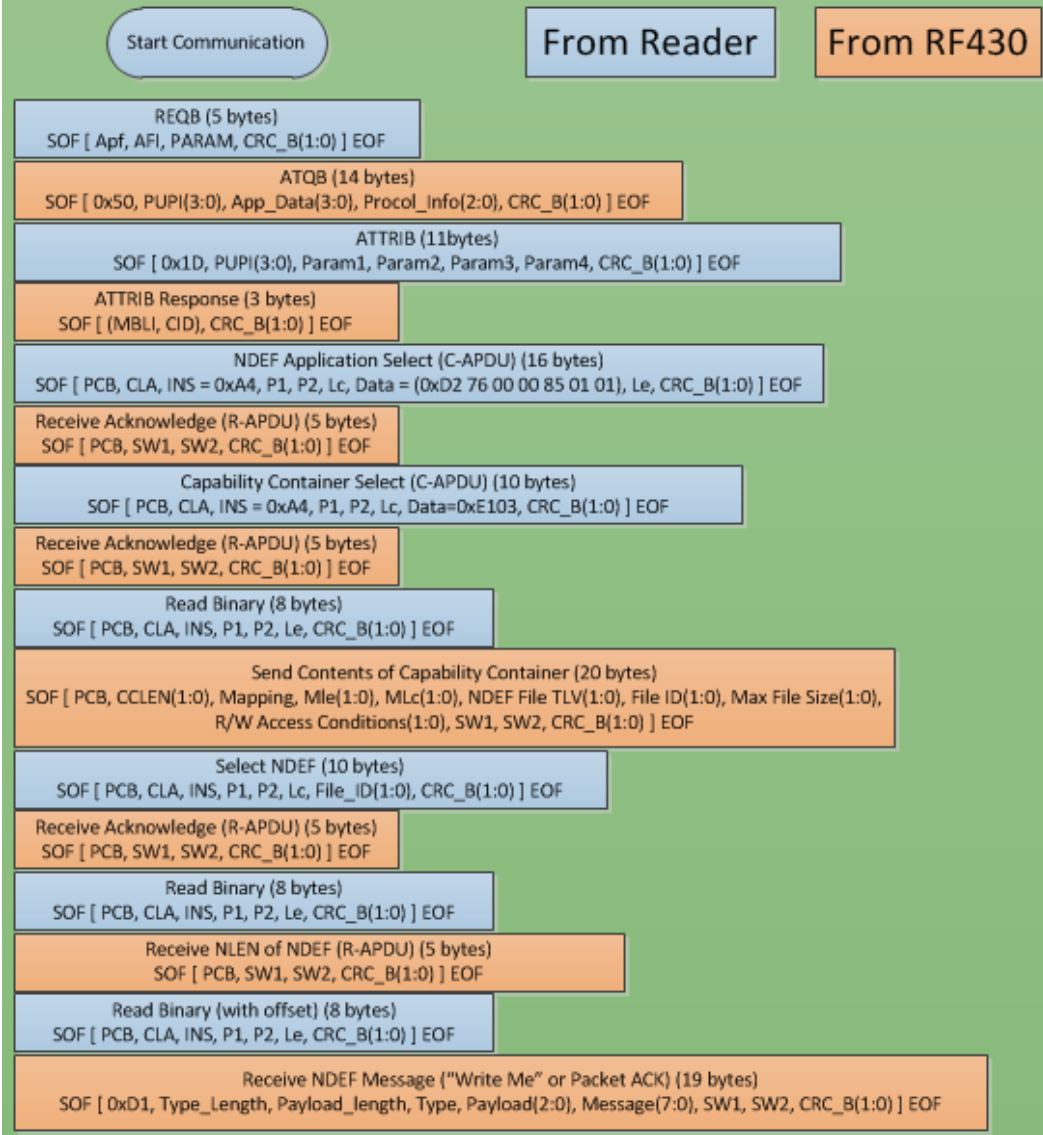 Start Communication
From Reader
From RF430
REQB (5 bytes)
SOF [ Apf, AFI, PARAM, CRC_B(1:0) ] EOF
ATQB (14 bytes)
SOF [ 0x50, PUPI(3:0), App_Data(3:0), Procol_Info(2:0), CRC_B(1:0) ] EOF
ATTRIB (11bytes)
SOF [ 0x1D, PUPI(3:0), Param1, Param2, Param3, Param4, CRC_B(1:0) ] EOF
ATTRIB Response (3 bytes)
SOF [ (MBLI, CID), CRC_B(1:0) ] EOF
NDEF Application Select (C-APDU) (16 bytes)
SOF [ PCB, CLA, INS = 0xA4, P1, P2, Lc, Data = (0xD2 76 00 00 85 01 01), Le, CRC_B(1:0) ] EOF
Receive Acknowledge (R-APDU) (5 bytes)
SOF [ PCB, SW1, SW2, CRC_B(1:0) ] EOF
Capability Container Select (C-APDU) (10 bytes)
SOF [ PCB, CLA, INS = 0xA4, P1, P2, Lc, Data=0xE103, CRC_B(1:0) ] EOF
Receive Acknowledge (R-APDU) (5 bytes)
SOF [ PCB, SW1, SW2, CRC_B(1:0) ] EOF
Read Binary (8 bytes)
SOF [ PCB, CLA, INS, P1, P2, Le, CRC_B(1:0) ] EOF
Send Contents of Capability Container (20 bytes)
SOF [ PCB, CCLEN(1:0), Mapping, Mle(1:0), MLc(1:0), NDEF File TLV(1:0), File ID(1:0), Max File Size(1:0),
R/W Access Conditions(1:0), SW1, SW2, CRC_B(1:0) ] EOF
Select NDEF (10 bytes)
SOF [ PCB, CLA, INS, P1, P2, Lc, File_ID(1:0), CRC_B(1:0) ] EOF
Receive Acknowledge (R-APDU) (5 bytes)
SOF [ PCB, SW1, SW2, CRC_B(1:0) ] EOF
Read Binary (8 bytes)
SOF [ PCB, CLA, INS, P1, P2, Le, CRC_B(1:0) ] EOF
Receive NLEN of NDEF (R-APDU) (5 bytes)
SOF [ PCB, SW1, SW2, CRC_B(1:0) ] EOF
Read Binary (with offset) (8 bytes)
SOF [ PCB, CLA, INS, P1, P2, Le, CRC_B(1:0) ] EOF
Receive NDEF Message (“Write Me” or Packet ACK) (19 bytes)
SOF [ 0xD1, Type_Length, Payload_length, Type, Payload(2:0), Message(7:0), SW1, SW2, CRC_B(1:0) ] EOF